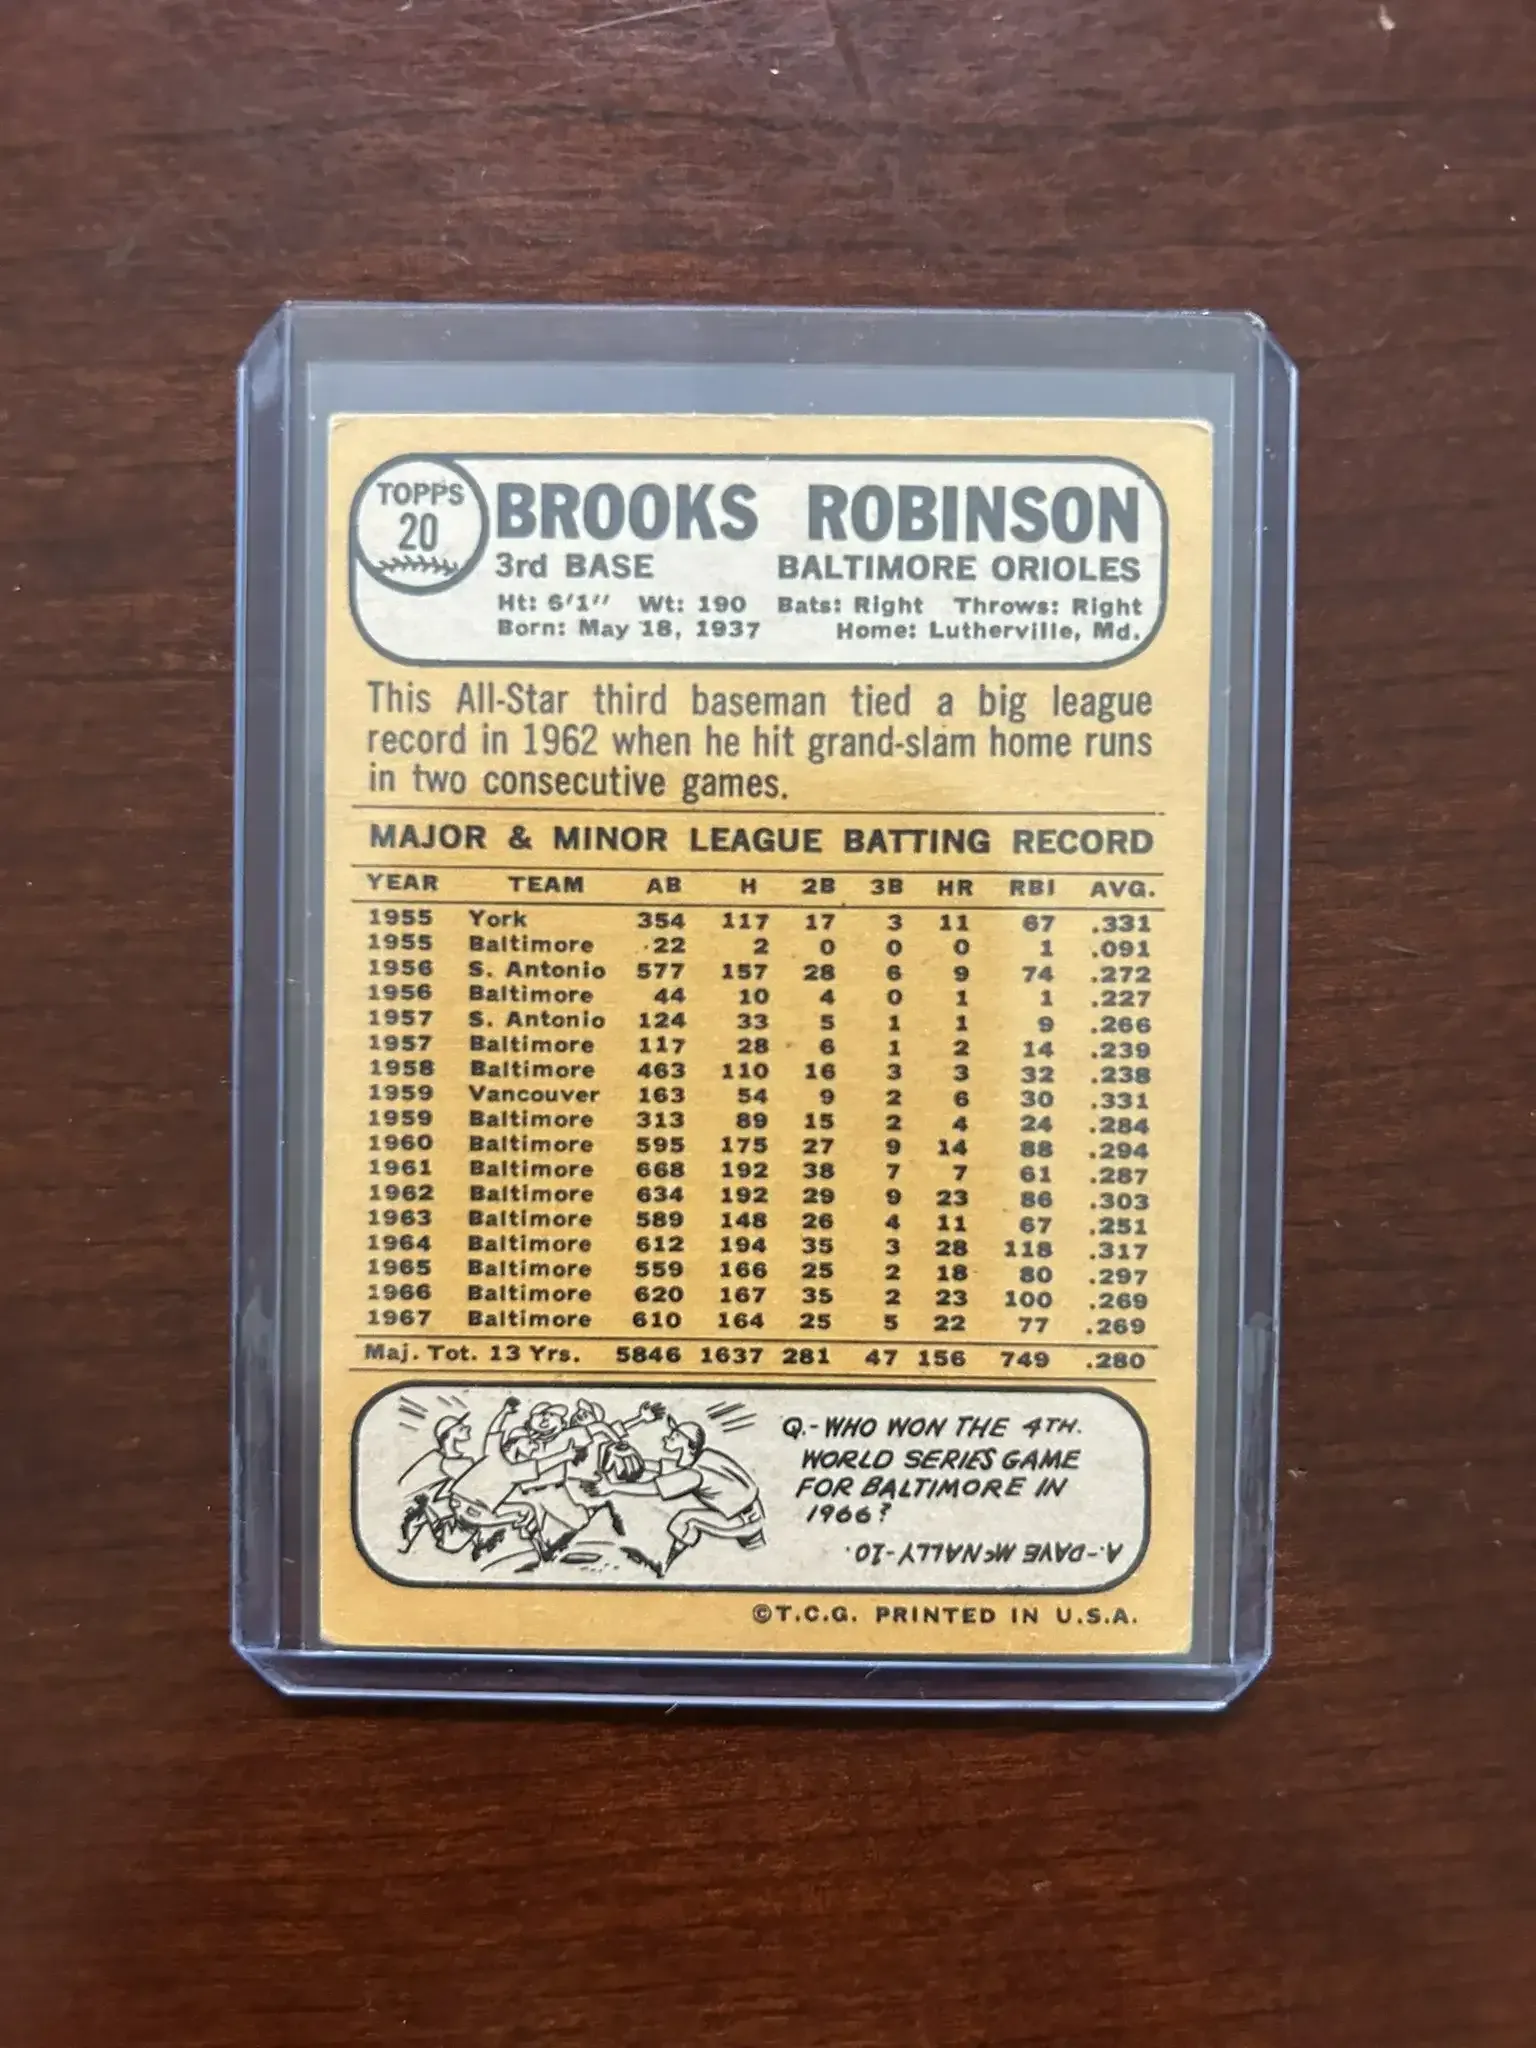 TOPPS
20
BROOKS ROBINSON
3rd BASE BALTIMORE ORIOLES
Ht: 6'1" Wt: 190 Bats: Right Throws: Right
Born: May 18, 1937 Home: Lutherville, Md.
This All-Star third baseman tied a big league
record in 1962 when he hit grand-slam home runs
in two consecutive games.
MAJOR & MINOR LEAGUE BATTING RECORD
YEAR TEAM AB H 2B 3B HR RBI AVG.
1955 York 354 117 17 3 11 67 .331
1955 Baltimore 22 2 0 0 0 1 .091
1956 S. Antonio 577 157 28 6 9 74 .272
1956 Baltimore 44 10 4 0 1 1 .227
1957 S. Antonio 124 33 5 1 1 9 .266
1957 Baltimore 117 28 6 1 2 14 .239
1958 Baltimore 463 110 16 3 3 32 .238
1959 Vancouver 163 54 9 2 6 30 .331
1959 Baltimore 313 89 15 2 4 24 .284
1960 Baltimore 595 175 27 9 14 88 .294
1961 Baltimore 668 192 38 7 7 61 .287
1962 Baltimore 634 192 29 9 23 86 .303
1963 Baltimore 589 148 26 4 11 67 .251
1964 Baltimore 612 194 35 3 28 118 .317
1965 Baltimore 559 166 25 2 18 80 .297
1966 Baltimore 620 167 35 2 23 100 .269
1967 Baltimore 610 164 25 5 22 77 .269
Maj. Tot. 13 Yrs. 5846 1637 281 47 156 749 .280
Q.-WHO WON THE 4TH.
WORLD SERIES GAME
FOR BALTIMORE IN
1966?
A.-DAVE McNALLY-10.
©T.C.G. PRINTED IN U.S.A.